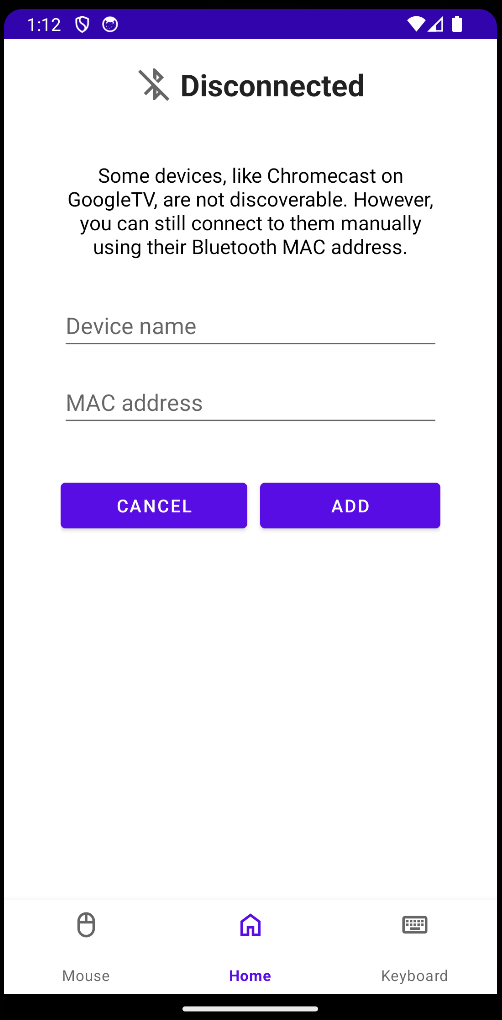 1:12
Disconnected
Some devices, like Chromecast on
GoogleTV, are not discoverable. However,
you can still connect to them manually
using their Bluetooth MAC address.
Device name
MAC address
CANCEL ADD
Mouse Home Keyboard